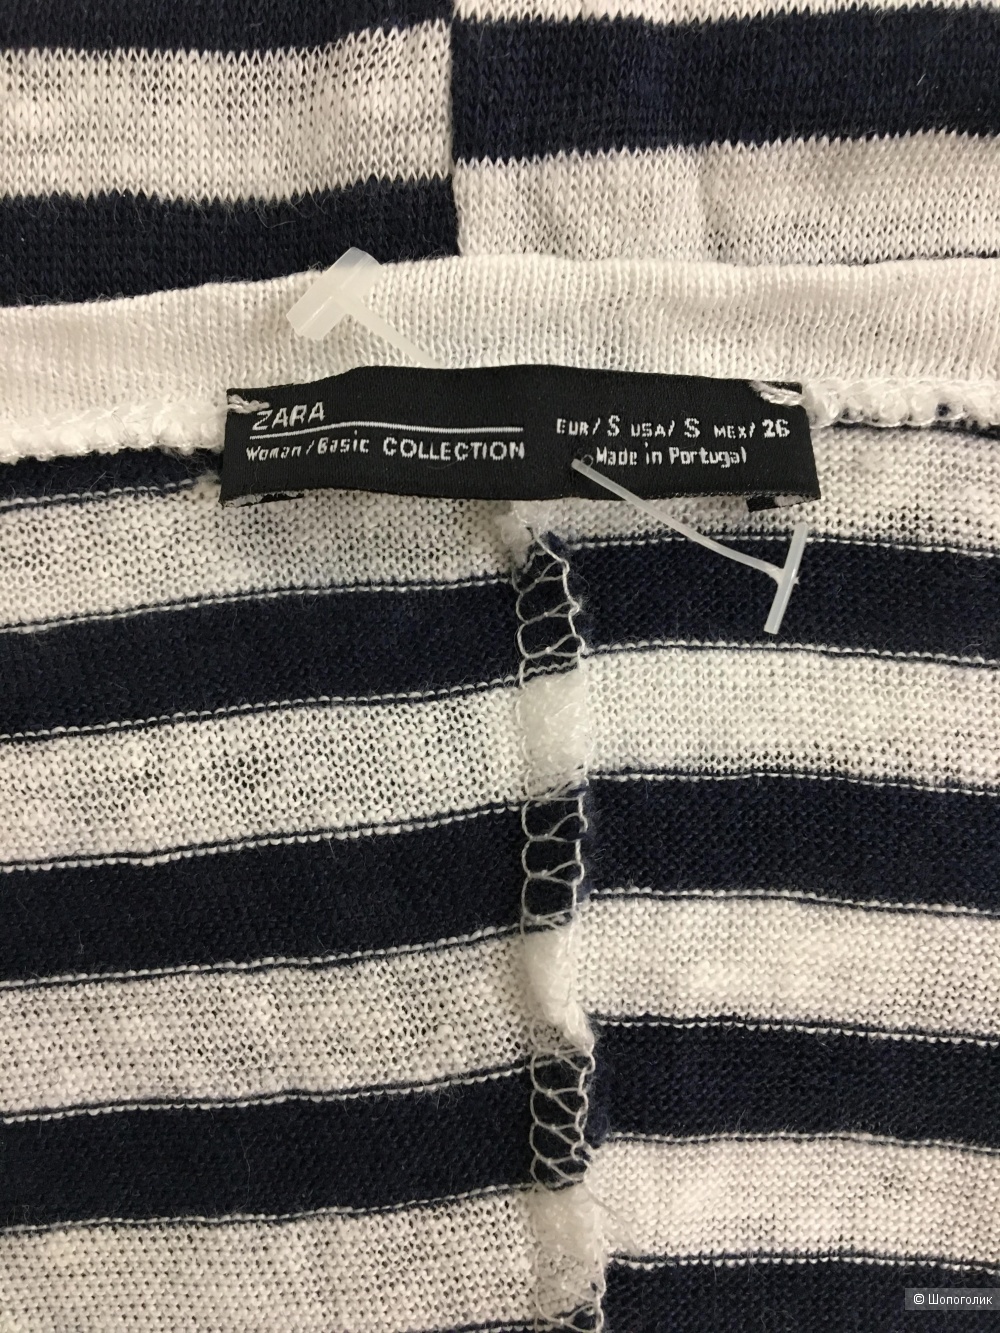 ZARA
Woman/Basic COLLECTION
EUR/ S USA/ S MEX/ 26
Made in Portugal
© Шопоголик